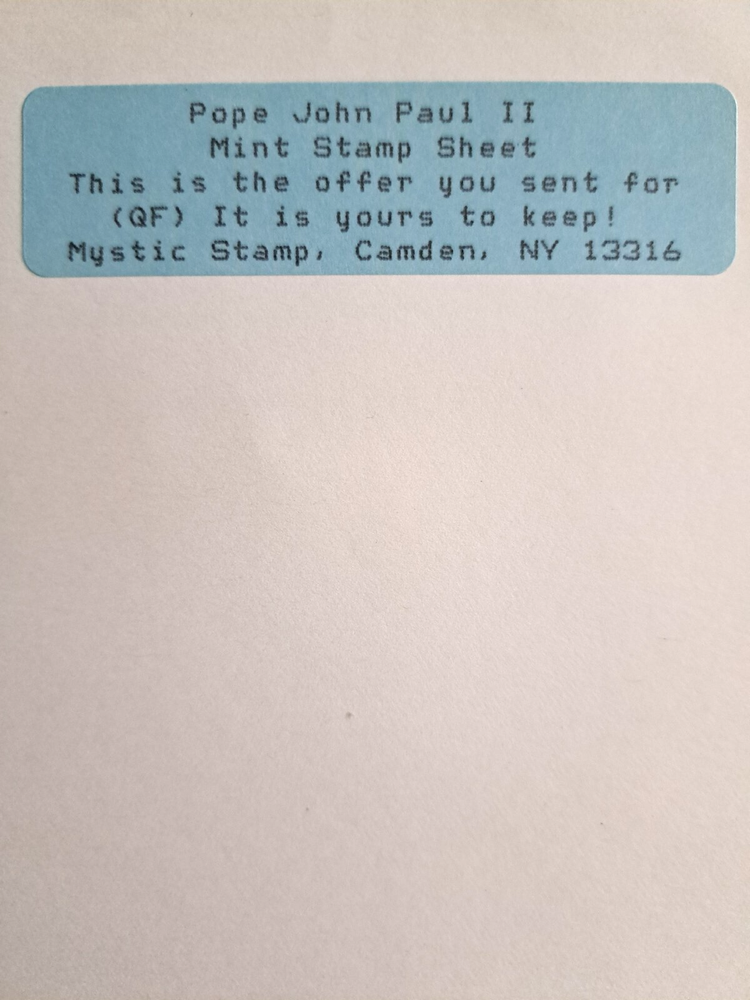 Pope John Paul II
Mint Stamp Sheet
This is the offer you sent for
(QF) It is yours to keep!
Mystic Stamp, Camden, NY 13316